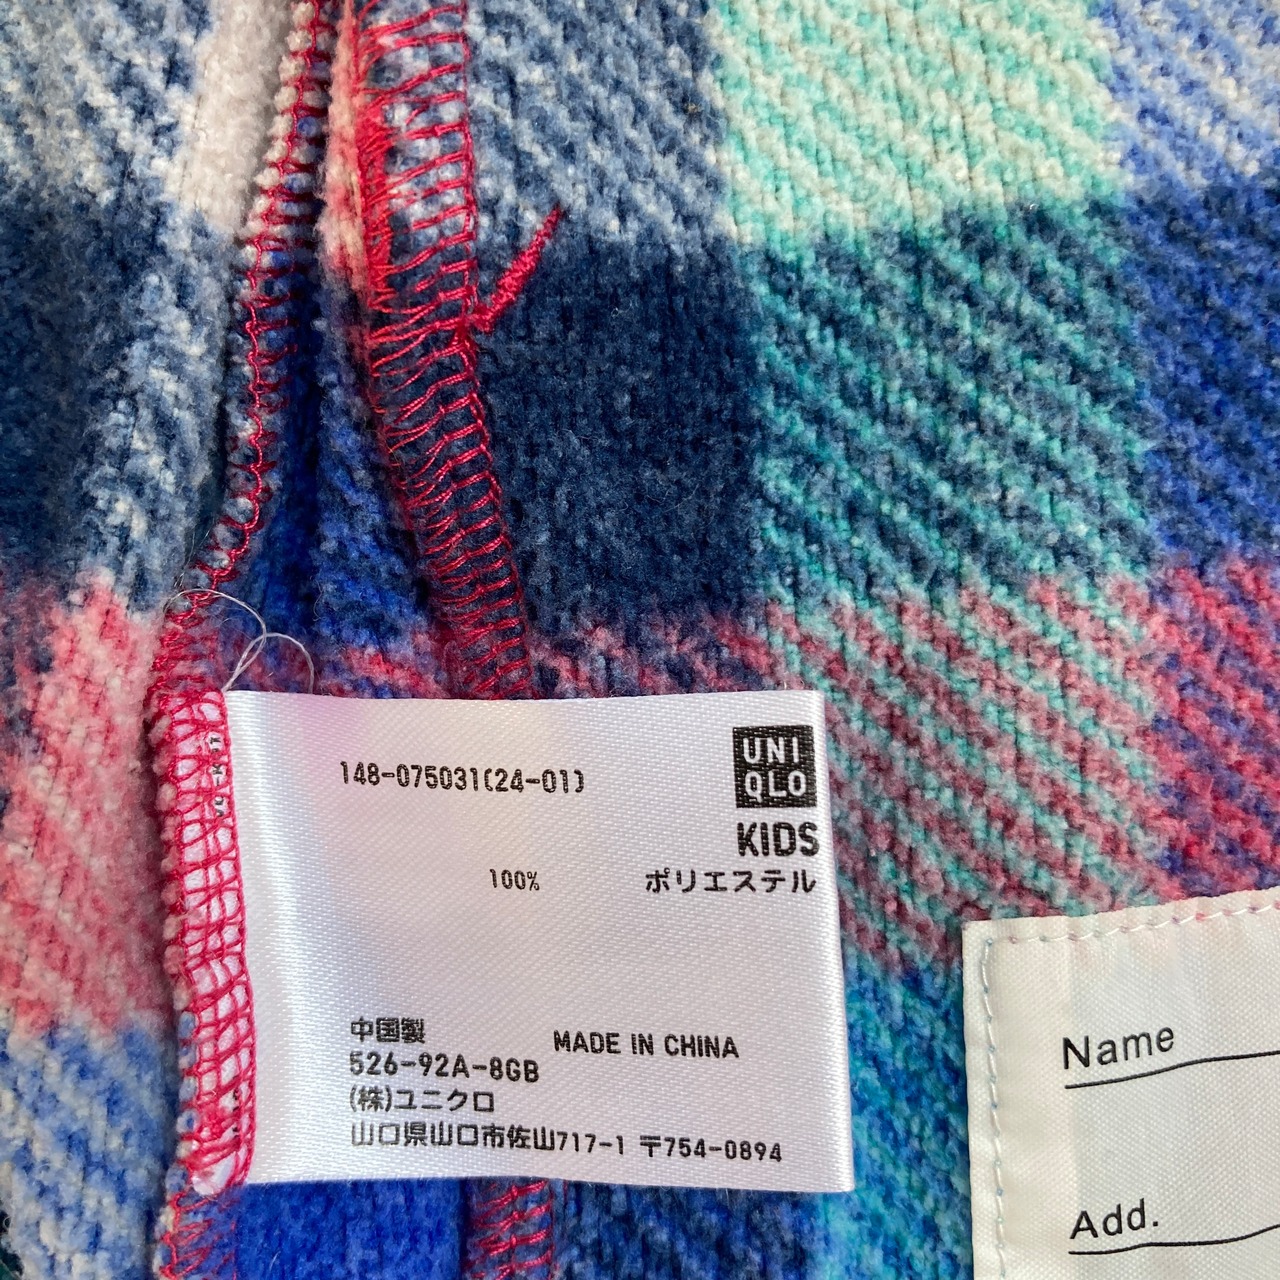 148-075031(24-01)
UNI
QLO
KIDS
100% ポリエステル
中国製 MADE IN CHINA
526-92A-8GB
(株)ユニクロ
山口県山口市佐山717-1 〒754-0894
Name
Add.